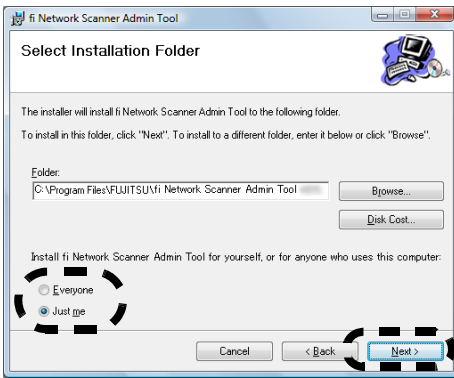 fi Network Scanner Admin Tool
Select Installation Folder
The installer will install fi Network Scanner Admin Tool to the following folder.
To install in this folder, click "Next". To install to a different folder, enter it below or click "Browse".
Folder:
C:\Program Files\FUJITSU\fi Network Scanner Admin Tool
Browse...
Disk Cost...
Install fi Network Scanner Admin Tool for yourself, or for anyone who uses this computer:
Everyone
Just me
Cancel
< Back
Next >